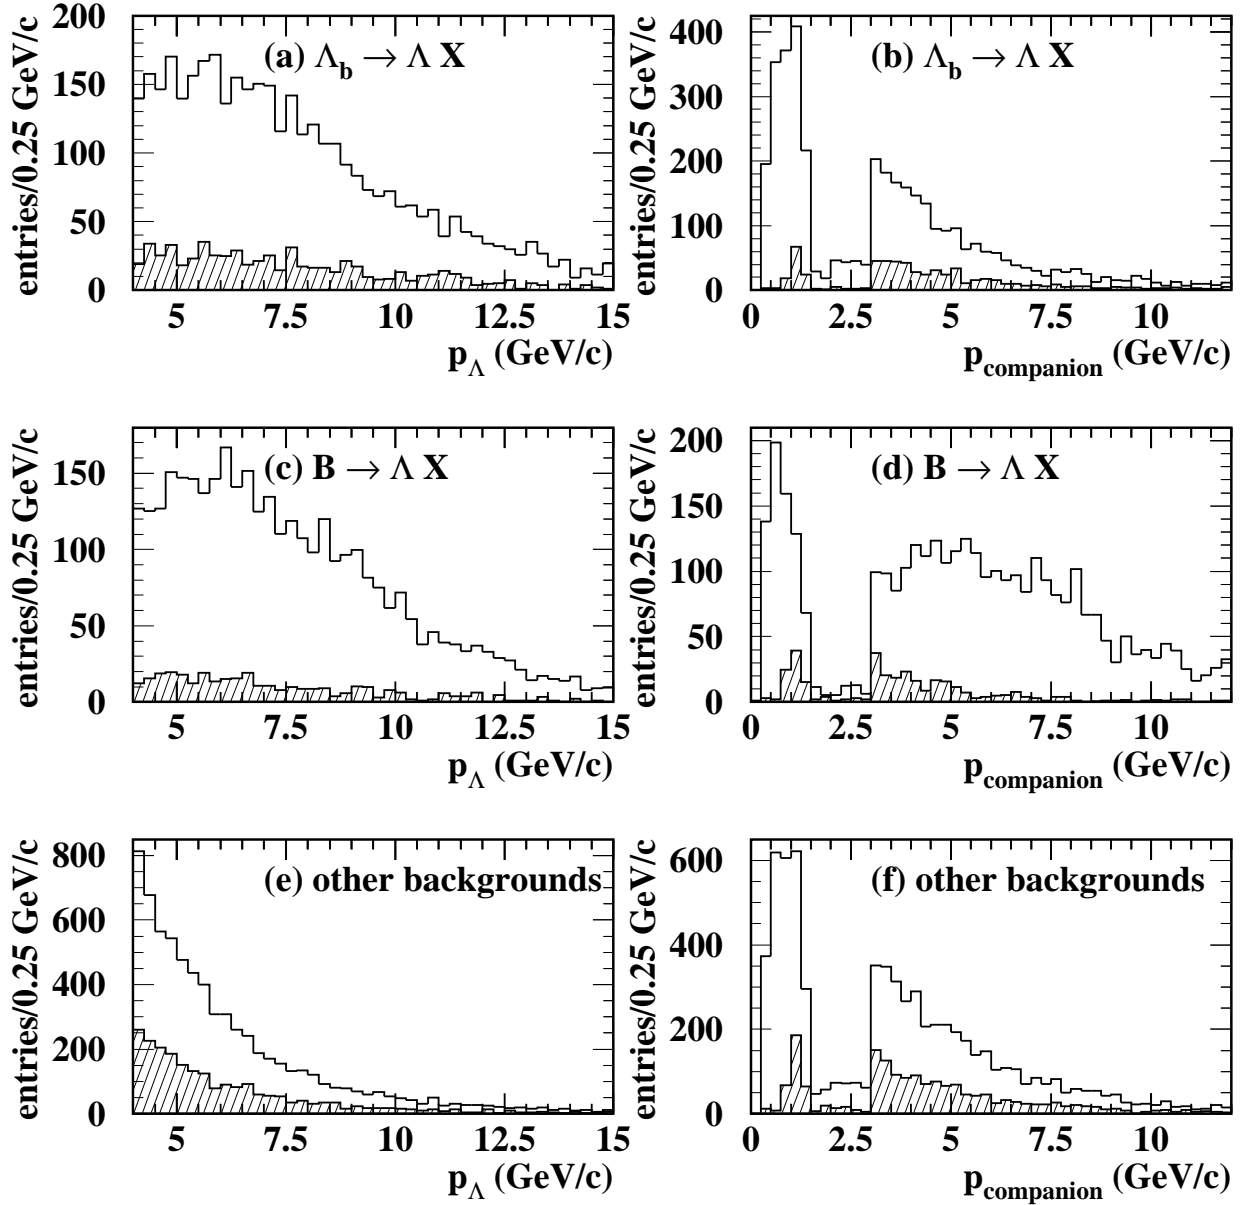 entries/0.25 GeV/c
200
150
100
50
0
(a) Λb → Λ X
5 7.5 10 12.5 15
pΛ (GeV/c)
entries/0.25 GeV/c
400
300
200
100
0
(b) Λb → Λ X
0 2.5 5 7.5 10
pcompanion (GeV/c)
entries/0.25 GeV/c
150
100
50
0
(c) B → Λ X
5 7.5 10 12.5 15
pΛ (GeV/c)
entries/0.25 GeV/c
200
150
100
50
0
(d) B → Λ X
0 2.5 5 7.5 10
pcompanion (GeV/c)
entries/0.25 GeV/c
800
600
400
200
0
(e) other backgrounds
5 7.5 10 12.5 15
pΛ (GeV/c)
entries/0.25 GeV/c
600
400
200
0
(f) other backgrounds
0 2.5 5 7.5 10
pcompanion (GeV/c)